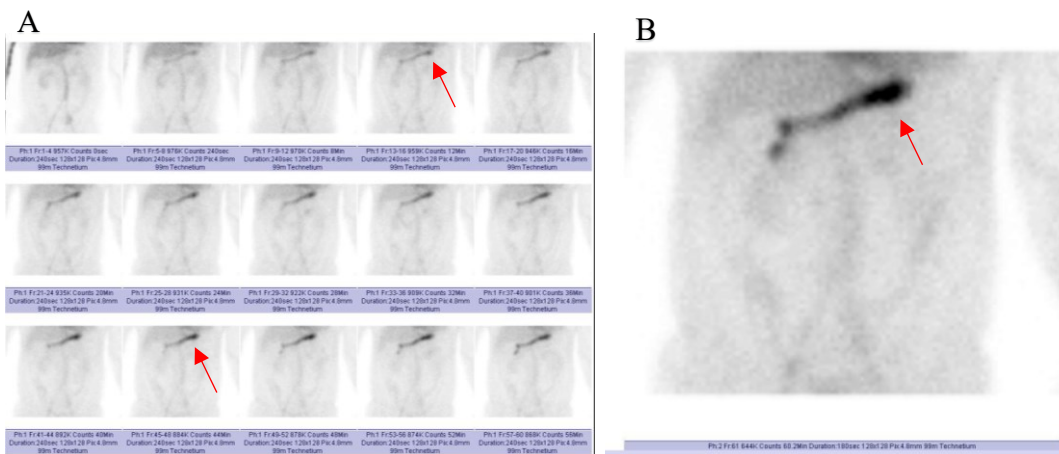 A
B
Ph:1 Fr:1-4 957K Counts 0sec
Duration:240sec 128x128 Pix:4.8mm
99m Technetium
Ph:1 Fr:5-8 978K Counts 240sec
Duration:240sec 128x128 Pix:4.8mm
99m Technetium
Ph:1 Fr:9-12 970K Counts 8Min
Duration:240sec 128x128 Pix:4.8mm
99m Technetium
Ph:1 Fr:13-16 959K Counts 12Min
Duration:240sec 128x128 Pix:4.8mm
99m Technetium
Ph:1 Fr:17-20 946K Counts 16Min
Duration:240sec 128x128 Pix:4.8mm
99m Technetium
Ph:1 Fr:21-24 935K Counts 20Min
Duration:240sec 128x128 Pix:4.8mm
99m Technetium
Ph:1 Fr:25-28 931K Counts 24Min
Duration:240sec 128x128 Pix:4.8mm
99m Technetium
Ph:1 Fr:29-32 922K Counts 28Min
Duration:240sec 128x128 Pix:4.8mm
99m Technetium
Ph:1 Fr:33-36 Counts 32Min
Duration:240sec 128x128 Pix:4.8mm
99m Technetium
Ph:1 Fr:37-40 901K Counts 36Min
Duration:240sec 128x128 Pix:4.8mm
99m Technetium
Ph:1 Fr:41-44 892K Counts 40Min
Duration:240sec 128x128 Pix:4.8mm
99m Technetium
Ph:1 Fr:45-48 884K Counts 44Min
Duration:240sec 128x128 Pix:4.8mm
99m Technetium
Ph:1 Fr:49-52 878K Counts 48Min
Duration:240sec 128x128 Pix:4.8mm
99m Technetium
Ph:1 Fr:53-56 874K Counts 52Min
Duration:240sec 128x128 Pix:4.8mm
99m Technetium
Ph:1 Fr:57-60 Counts 56Min
Duration:240sec 128x128 Pix:4.8mm
99m Technetium
Ph:2 Fr:61 644K Counts Duration:180sec 128x128 Pix:4.8mm 99m Technetium